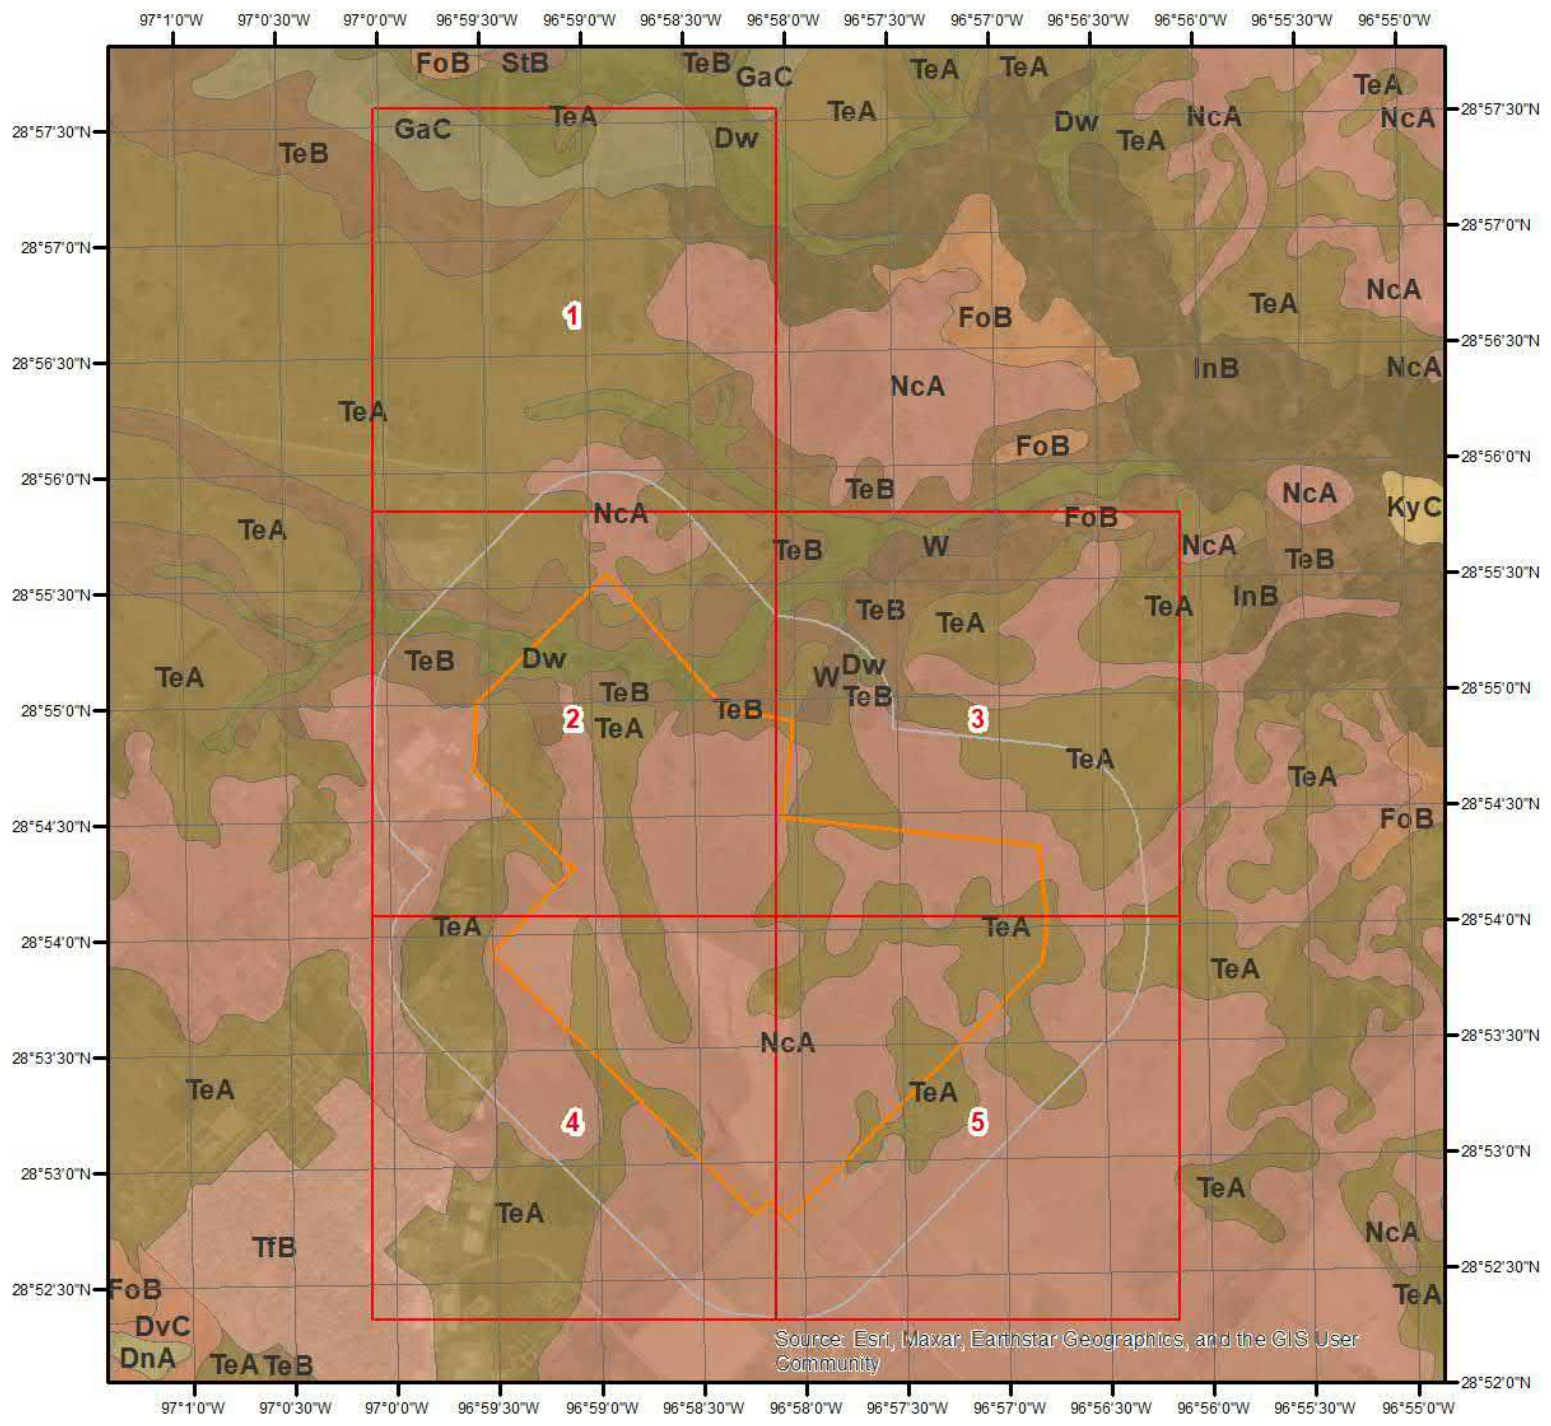 97°1'0"W 97°0'30"W 97°0'0"W 96°59'30"W 96°59'0"W 96°58'30"W 96°58'0"W 96°57'30"W 96°57'0"W 96°56'30"W 96°56'0"W 96°55'30"W 96°55'0"W
FoB StB TeB GaC TeA TeA TeA
TeA TeA NcA NcA
28°57'30"N GaC Dw Dw TeA 28°57'30"N
TeB
28°57'0"N 28°57'0"N
NcA
TeA
1 FoB
28°56'30"N InB NcA 28°56'30"N
NcA
TeA
FoB
28°56'0"N 28°56'0"N
TeB NcA KyC
NcA FoB
TeA TeB W NcA TeB
28°55'30"N InB 28°55'30"N
TeB TeA TeA
TeB Dw Dw
TeA W
TeB TeB
28°55'0"N TeB 28°55'0"N
2 TeA 3
TeA TeA
28°54'30"N FoB 28°54'30"N
TeA TeA
28°54'0"N 28°54'0"N
TeA
28°53'30"N NcA 28°53'30"N
TeA TeA
4 5
28°53'0"N 28°53'0"N
TeA TeA
TfB NcA
28°52'30"N FoB TeA 28°52'30"N
DvC
DnA TeA TeB
Source: Esri, Maxar, Earthstar Geographics, and the GIS User
Community
28°52'0"N
97°1'0"W 97°0'30"W 97°0'0"W 96°59'30"W 96°59'0"W 96°58'30"W 96°58'0"W 96°57'30"W 96°57'0"W 96°56'30"W 96°56'0"W 96°55'30"W 96°55'0"W